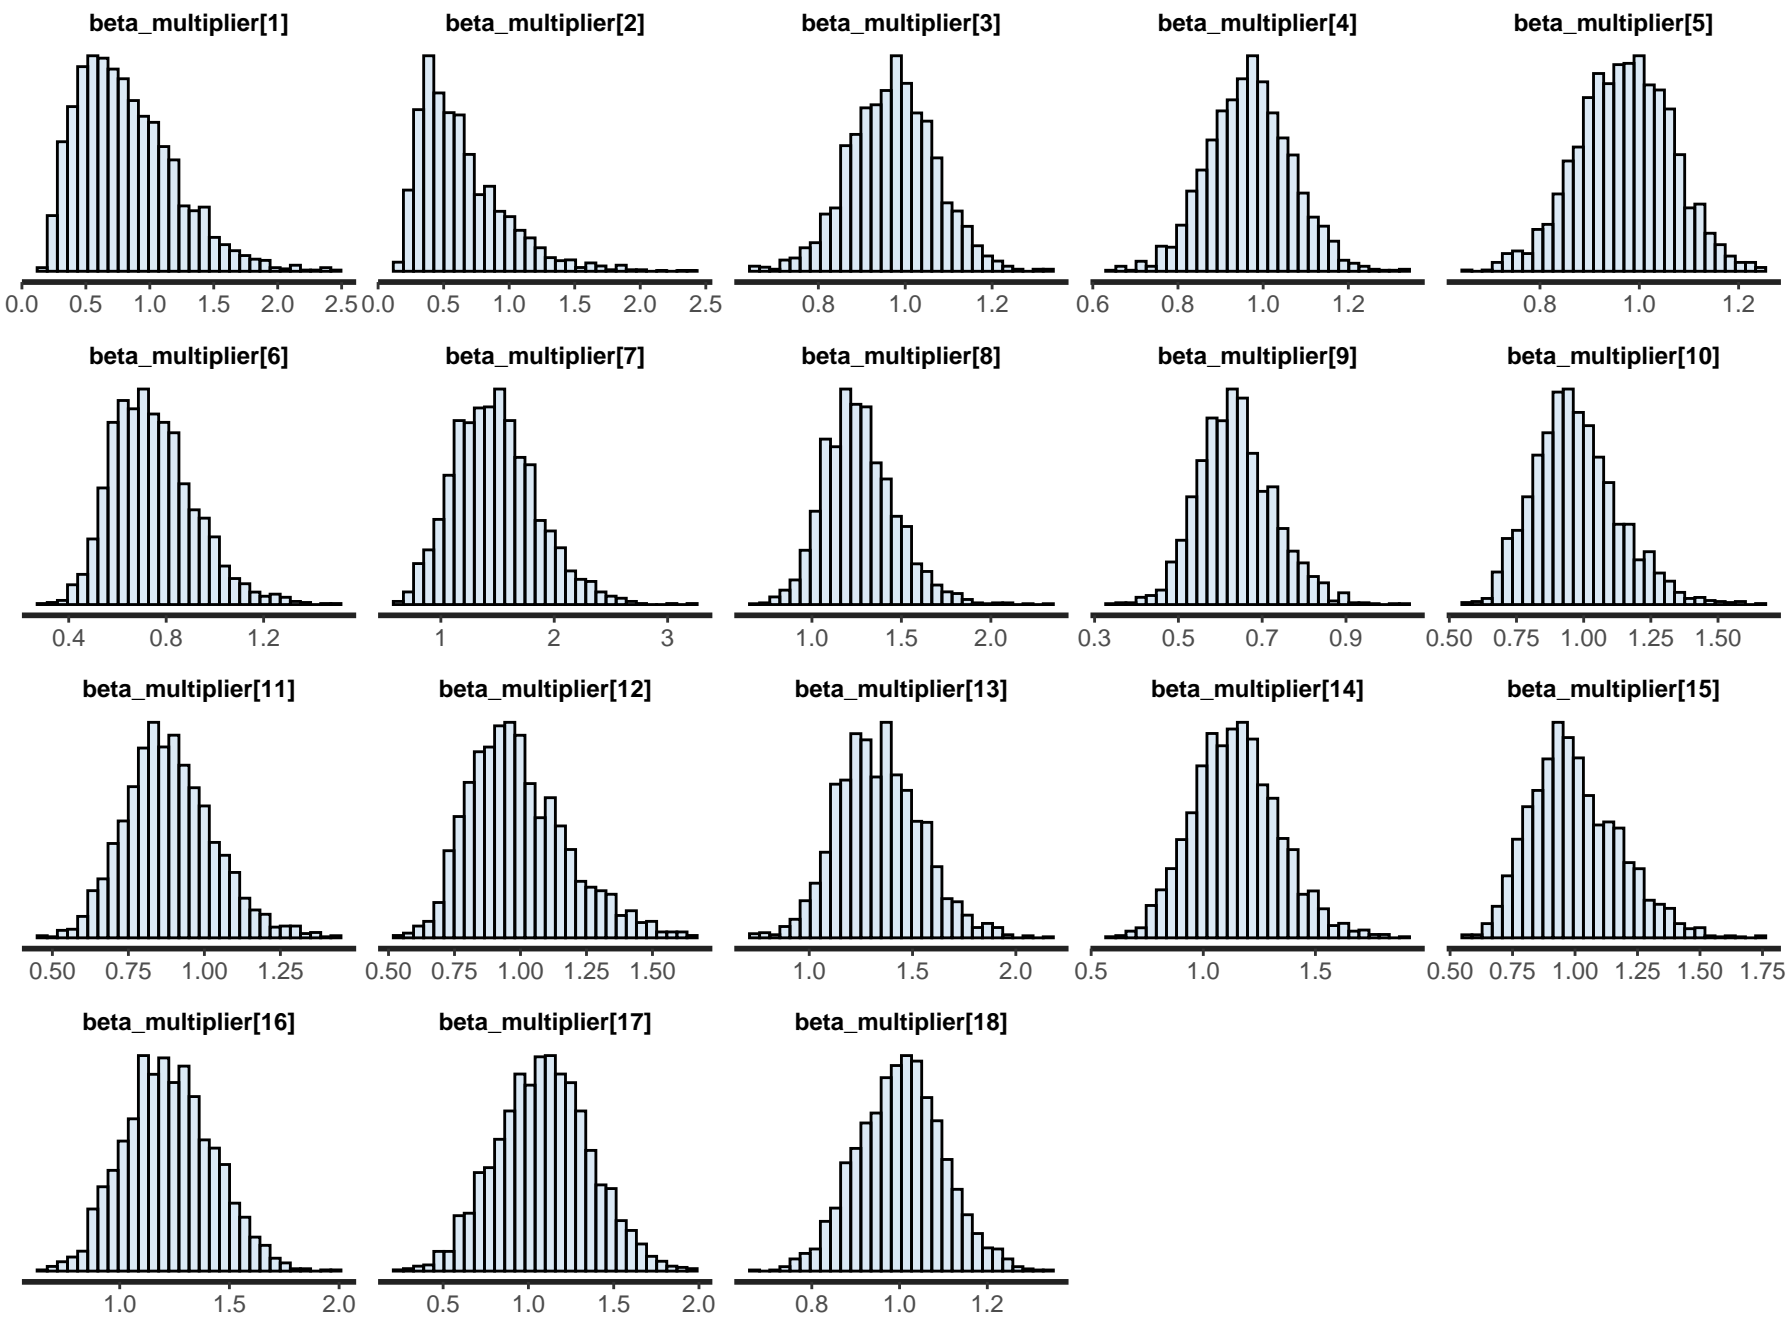 beta_multiplier[1] beta_multiplier[2] beta_multiplier[3] beta_multiplier[4] beta_multiplier[5]
0.0 0.5 1.0 1.5 2.0 2.5 0.0 0.5 1.0 1.5 2.0 2.5 0.8 1.0 1.2 0.6 0.8 1.0 1.2 0.8 1.0 1.2
beta_multiplier[6] beta_multiplier[7] beta_multiplier[8] beta_multiplier[9] beta_multiplier[10]
0.4 0.8 1.2 1 2 3 1.0 1.5 2.0 0.3 0.5 0.7 0.9 0.50 0.75 1.00 1.25 1.50
beta_multiplier[11] beta_multiplier[12] beta_multiplier[13] beta_multiplier[14] beta_multiplier[15]
0.50 0.75 1.00 1.25 0.50 0.75 1.00 1.25 1.50 1.0 1.5 2.0 0.5 1.0 1.5 0.50 0.75 1.00 1.25 1.50 1.75
beta_multiplier[16] beta_multiplier[17] beta_multiplier[18]
1.0 1.5 2.0 0.5 1.0 1.5 2.0 0.8 1.0 1.2